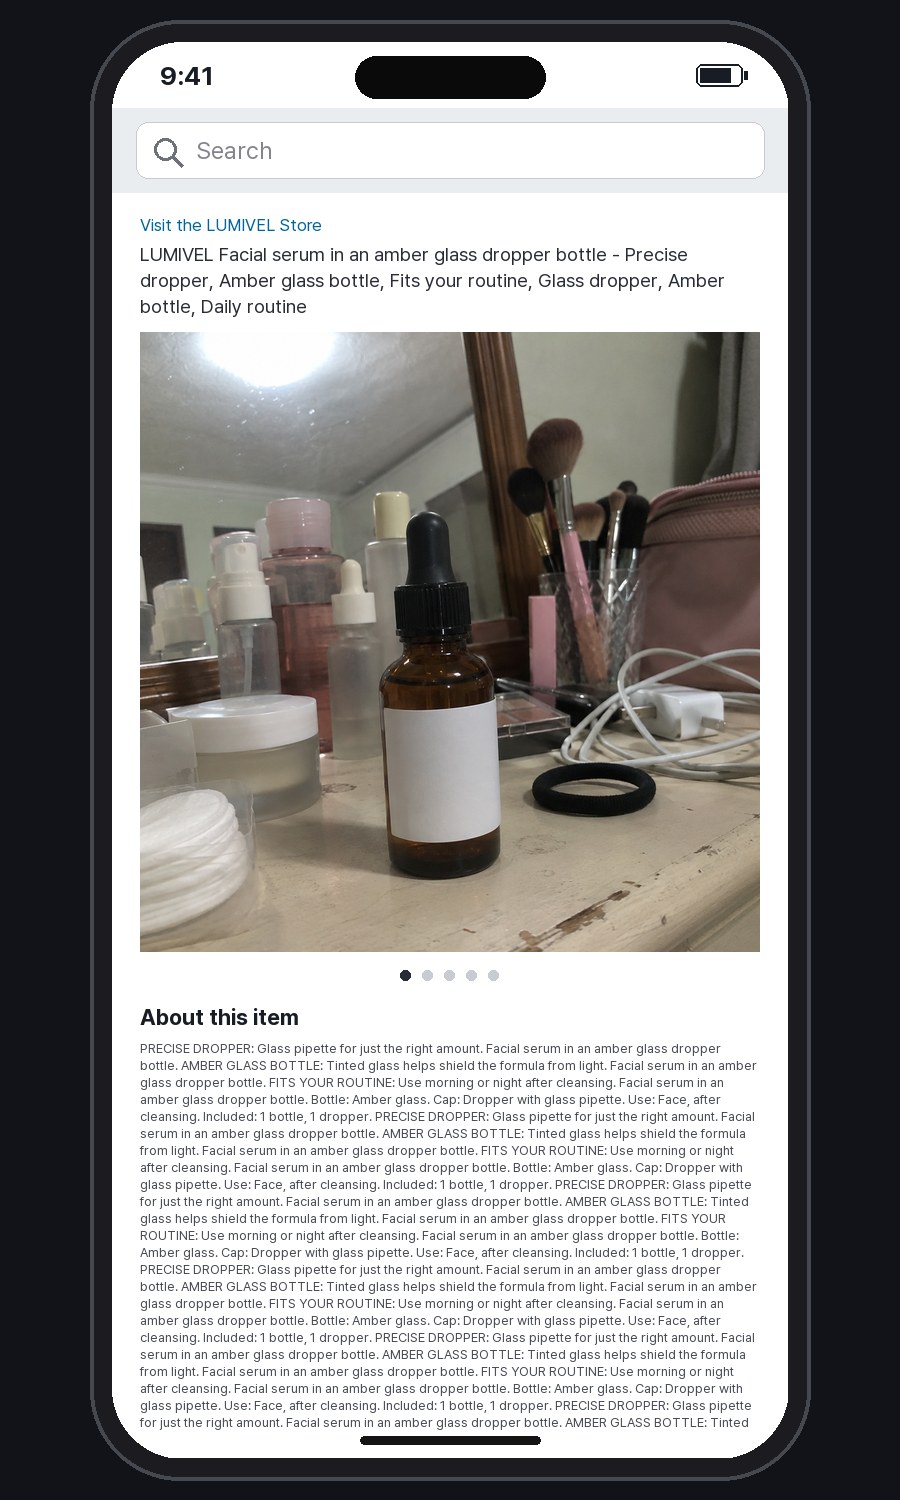 9:41
Search
Visit the LUMIVEL Store
LUMIVEL Facial serum in an amber glass dropper bottle - Precise
dropper, Amber glass bottle, Fits your routine, Glass dropper, Amber
bottle, Daily routine
About this item
PRECISE DROPPER: Glass pipette for just the right amount. Facial serum in an amber glass dropper
bottle. AMBER GLASS BOTTLE: Tinted glass helps shield the formula from light. Facial serum in an amber
glass dropper bottle. FITS YOUR ROUTINE: Use morning or night after cleansing. Facial serum in an
amber glass dropper bottle. Bottle: Amber glass. Cap: Dropper with glass pipette. Use: Face, after
cleansing. Included: 1 bottle, 1 dropper. PRECISE DROPPER: Glass pipette for just the right amount. Facial
serum in an amber glass dropper bottle. AMBER GLASS BOTTLE: Tinted glass helps shield the formula
from light. Facial serum in an amber glass dropper bottle. FITS YOUR ROUTINE: Use morning or night
after cleansing. Facial serum in an amber glass dropper bottle. Bottle: Amber glass. Cap: Dropper with
glass pipette. Use: Face, after cleansing. Included: 1 bottle, 1 dropper. PRECISE DROPPER: Glass pipette
for just the right amount. Facial serum in an amber glass dropper bottle. AMBER GLASS BOTTLE: Tinted
glass helps shield the formula from light. Facial serum in an amber glass dropper bottle. FITS YOUR
ROUTINE: Use morning or night after cleansing. Facial serum in an amber glass dropper bottle. Bottle:
Amber glass. Cap: Dropper with glass pipette. Use: Face, after cleansing. Included: 1 bottle, 1 dropper.
PRECISE DROPPER: Glass pipette for just the right amount. Facial serum in an amber glass dropper
bottle. AMBER GLASS BOTTLE: Tinted glass helps shield the formula from light. Facial serum in an amber
glass dropper bottle. FITS YOUR ROUTINE: Use morning or night after cleansing. Facial serum in an
amber glass dropper bottle. Bottle: Amber glass. Cap: Dropper with glass pipette. Use: Face, after
cleansing. Included: 1 bottle, 1 dropper. PRECISE DROPPER: Glass pipette for just the right amount. Facial
serum in an amber glass dropper bottle. AMBER GLASS BOTTLE: Tinted glass helps shield the formula
from light. Facial serum in an amber glass dropper bottle. FITS YOUR ROUTINE: Use morning or night
after cleansing. Facial serum in an amber glass dropper bottle. Bottle: Amber glass. Cap: Dropper with
glass pipette. Use: Face, after cleansing. Included: 1 bottle, 1 dropper. PRECISE DROPPER: Glass pipette
for just the right amount. Facial serum in an amber glass dropper bottle. AMBER GLASS BOTTLE: Tinted